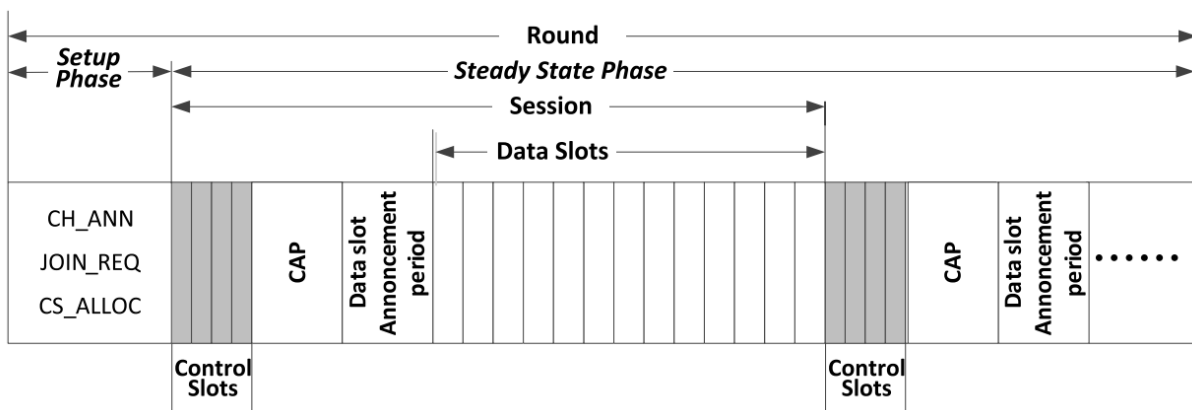 Round
Setup
Phase
Steady State Phase
Session
Data Slots
CH_ANN
JOIN_REQ
CS_ALLOC
CAP
Data slot
Annoncement
period
CAP
Data slot
Annoncement
period
......
Control
Slots
Control
Slots